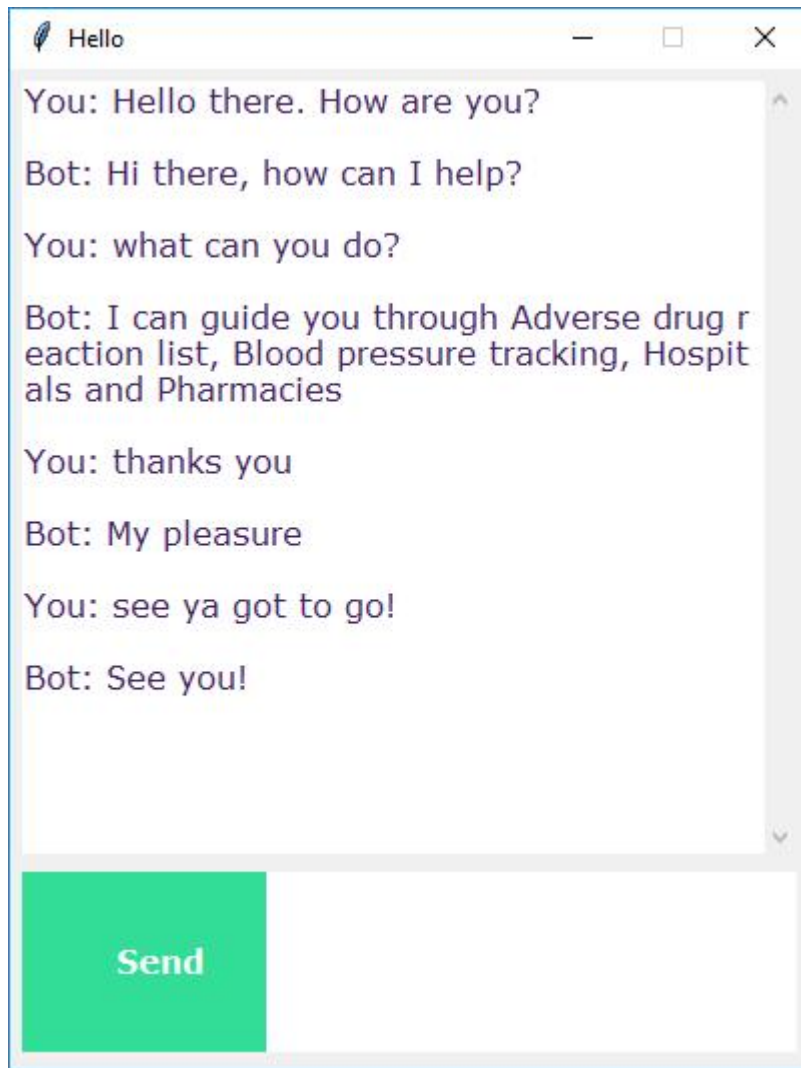 Hello
You: Hello there. How are you?
Bot: Hi there, how can I help?
You: what can you do?
Bot: I can guide you through Adverse drug r
eaction list, Blood pressure tracking, Hospit
als and Pharmacies
You: thanks you
Bot: My pleasure
You: see ya got to go!
Bot: See you!
Send